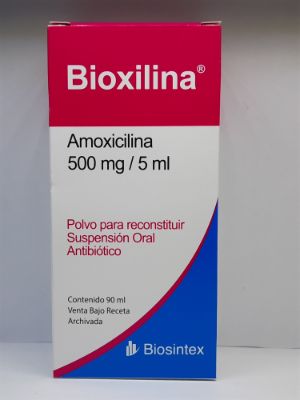 Bioxilina®
Amoxicilina
500 mg / 5 ml
Polvo para reconstituir
Suspensión Oral
Antibiótico
Contenido 90 ml
Venta Bajo Receta
Archivada
Biosintex